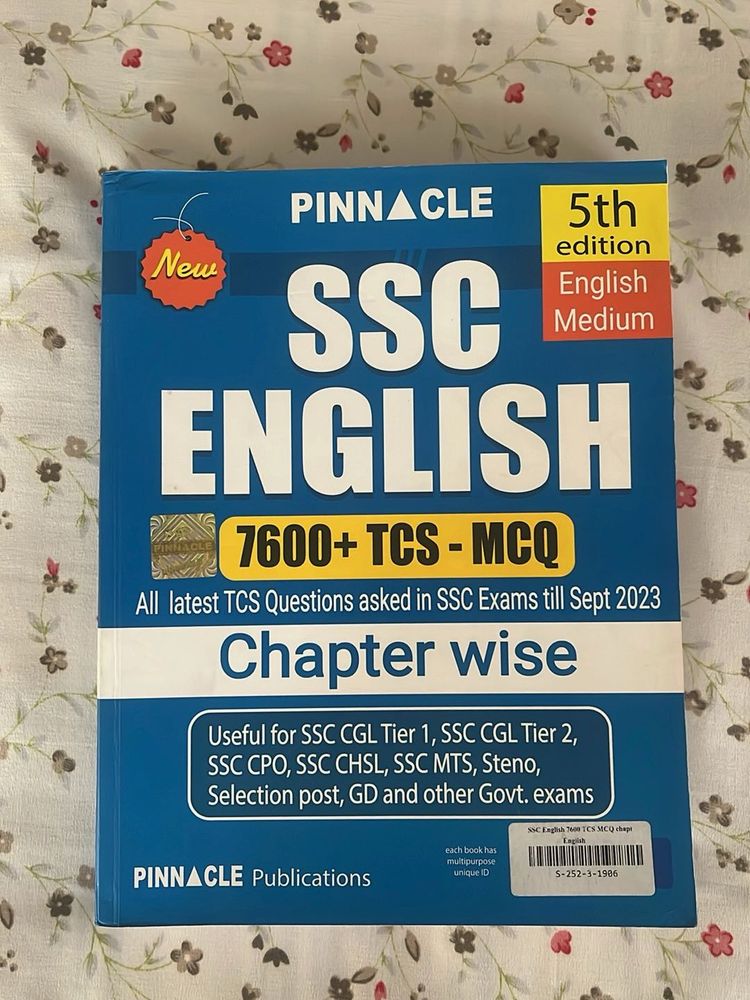 PINNACLE
5th
edition
English
Medium
New
SSC
ENGLISH
PINNACLE
7600+ TCS - MCQ
All latest TCS Questions asked in SSC Exams till Sept 2023
Chapter wise
Useful for SSC CGL Tier 1, SSC CGL Tier 2,
SSC CPO, SSC CHSL, SSC MTS, Steno,
Selection post, GD and other Govt. exams
PINNACLE Publications
each book has
multipurpose
unique ID
SSC English 7600 TCS MCQ chapt
English
S-252-3-1906